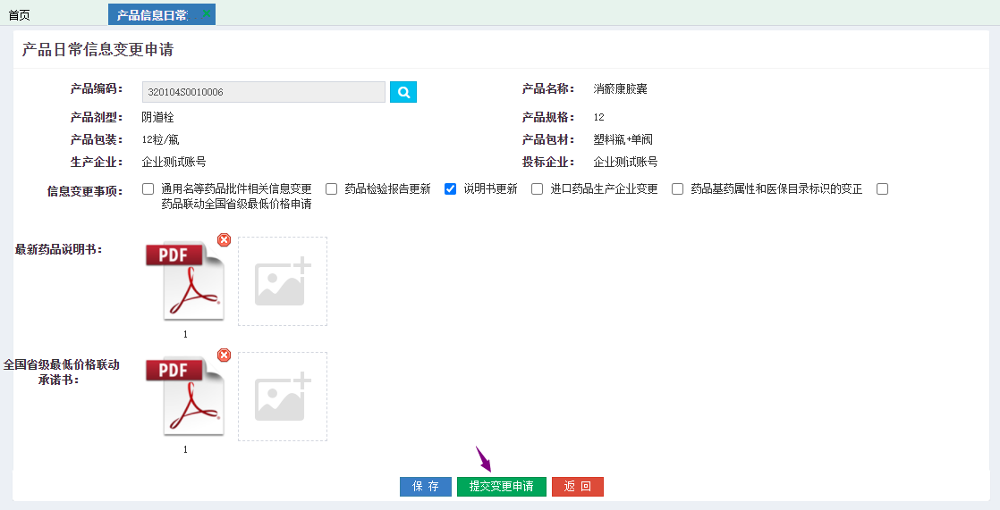 首页
产品信息日常
产品日常信息变更申请
产品编码： 320104S0010006 产品名称： 消瘀康胶囊
产品剂型： 阴道栓 产品规格： 12
产品包装： 12粒/瓶 产品包材： 塑料瓶+单阀
生产企业： 企业测试账号 投标企业： 企业测试账号
信息变更事项： 通用名等药品批件相关信息变更 药品检验报告更新 说明书更新 进口药品生产企业变更 药品基药属性和医保目录标识的变正
药品联动全国省级最低价格申请
最新药品说明书：
PDF
1
全国省级最低价格联动
承诺书：
PDF
1
保 存 提交变更申请 返 回